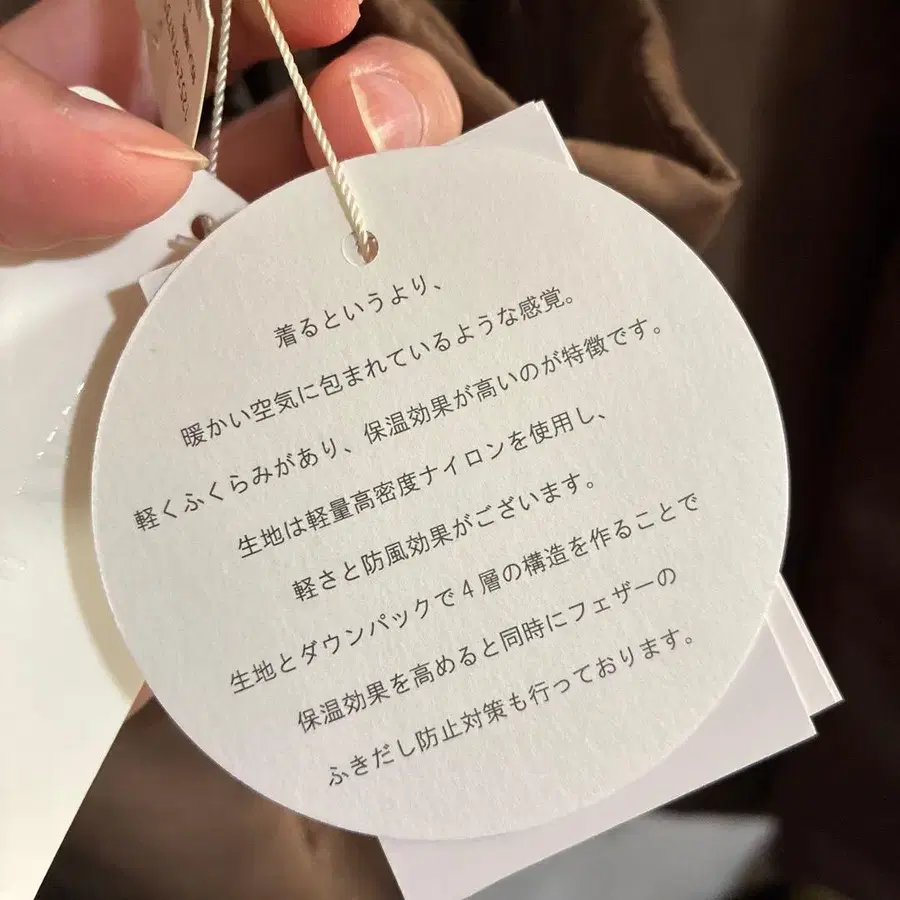 着るというより、
暖かい空気に包まれているような感覚。
軽くふくらみがあり、保温効果が高いのが特徴です。
生地は軽量高密度ナイロンを使用し、
軽さと防風効果がございます。
生地とダウンパックで4層の構造を作ることで
保温効果を高めると同時にフェザーの
ふきだし防止対策も行っております。